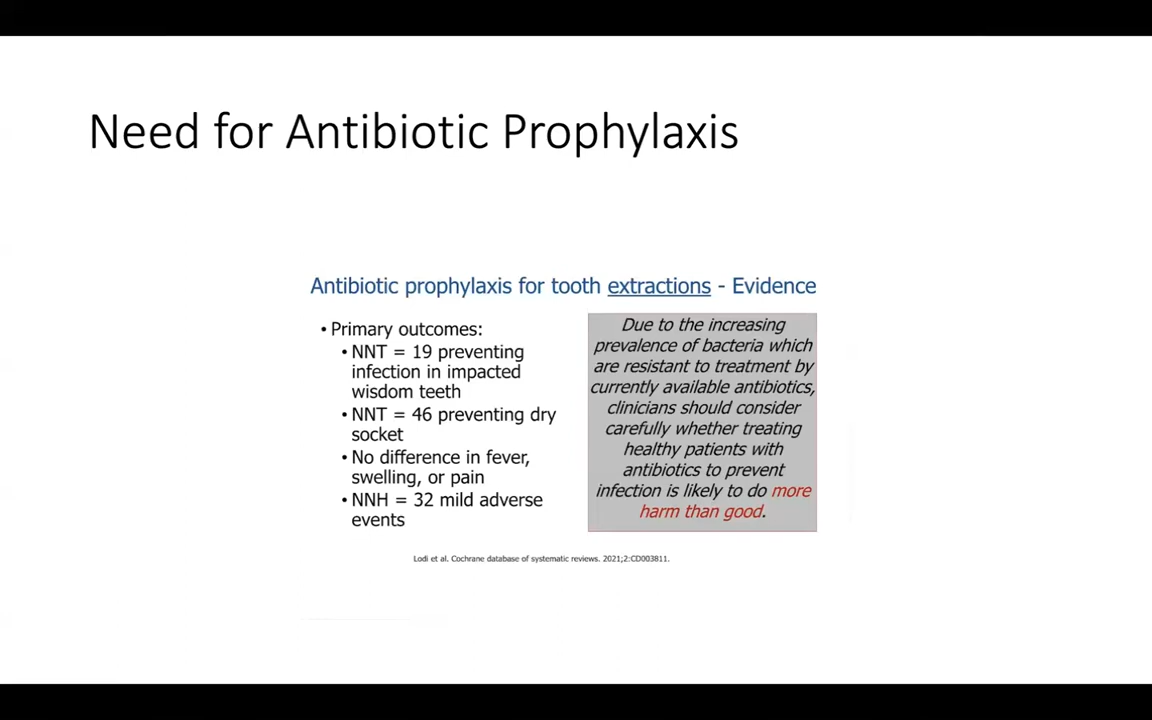 Need for Antibiotic Prophylaxis
Antibiotic prophylaxis for tooth extractions - Evidence
• Primary outcomes:
• NNT = 19 preventing
infection in impacted
wisdom teeth
• NNT = 46 preventing dry
socket
• No difference in fever,
swelling, or pain
• NNH = 32 mild adverse
events
Due to the increasing
prevalence of bacteria which
are resistant to treatment by
currently available antibiotics,
clinicians should consider
carefully whether treating
healthy patients with
antibiotics to prevent
infection is likely to do more
harm than good.
Lodi et al. Cochrane database of systematic reviews. 2021;2:CD003811.